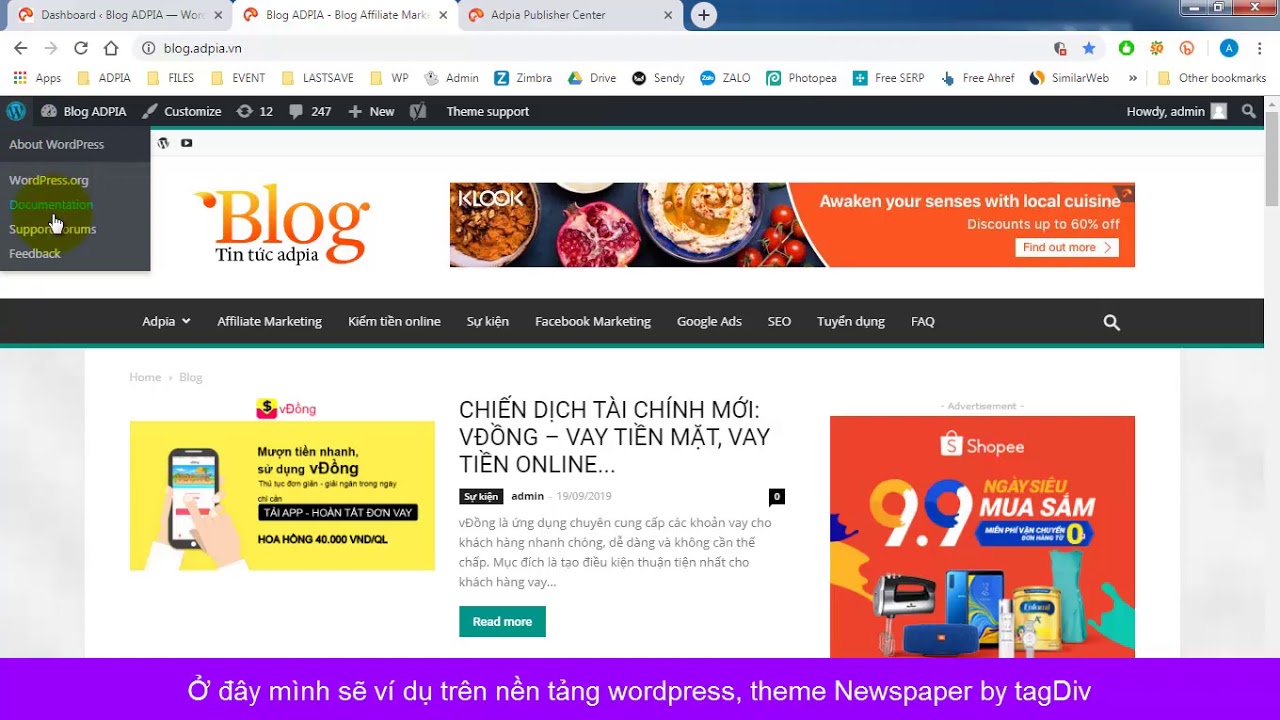 Dashboard ‹ Blog ADPIA — Wor
Blog ADPIA - Blog Affiliate Mark
Adpia Publisher Center
blog.adpia.vn
A
Apps
ADPIA
FILES
EVENT
LASTSAVE
WP
Admin
Zimbra
Drive
Sendy
ZALO
Photopea
Free SERP
Free Ahref
SimilarWeb
»
Other bookmarks
Blog ADPIA
Customize
12
247
New
Theme support
Howdy, admin
About WordPress
WordPress.org
Documentation
Support Forums
Feedback
Blog
Tin tức adpia
KLOOK
Awaken your senses with local cuisine
Discounts up to 60% off
Find out more
Adpia
Affiliate Marketing
Kiếm tiền online
Sự kiện
Facebook Marketing
Google Ads
SEO
Tuyển dụng
FAQ
Home › Blog
$ vĐồng
Mượn tiền nhanh,
sử dụng vĐồng
Thủ tục đơn giản - giải ngân trong ngày
chỉ cần
TẢI APP - HOÀN TẤT ĐƠN VAY
HOA HỒNG 40.000 VND/QL
CHIẾN DỊCH TÀI CHÍNH MỚI:
VĐỒNG – VAY TIỀN MẶT, VAY
TIỀN ONLINE...
Sự kiện admin - 19/09/2019
0
vĐồng là ứng dụng chuyên cung cấp các khoản vay cho
khách hàng nhanh chóng, dễ dàng và không cần thế
chấp. Mục đích là tạo điều kiện thuận tiện nhất cho
khách hàng vay...
Read more
- Advertisement -
Shopee
9.9
NGÀY SIÊU
MUA SẮM
MIỄN PHÍ VẬN CHUYỂN
ĐƠN HÀNG TỪ 0đ
JBL
Enfamil
A+
Ở đây mình sẽ ví dụ trên nền tảng wordpress, theme Newspaper by tagDiv